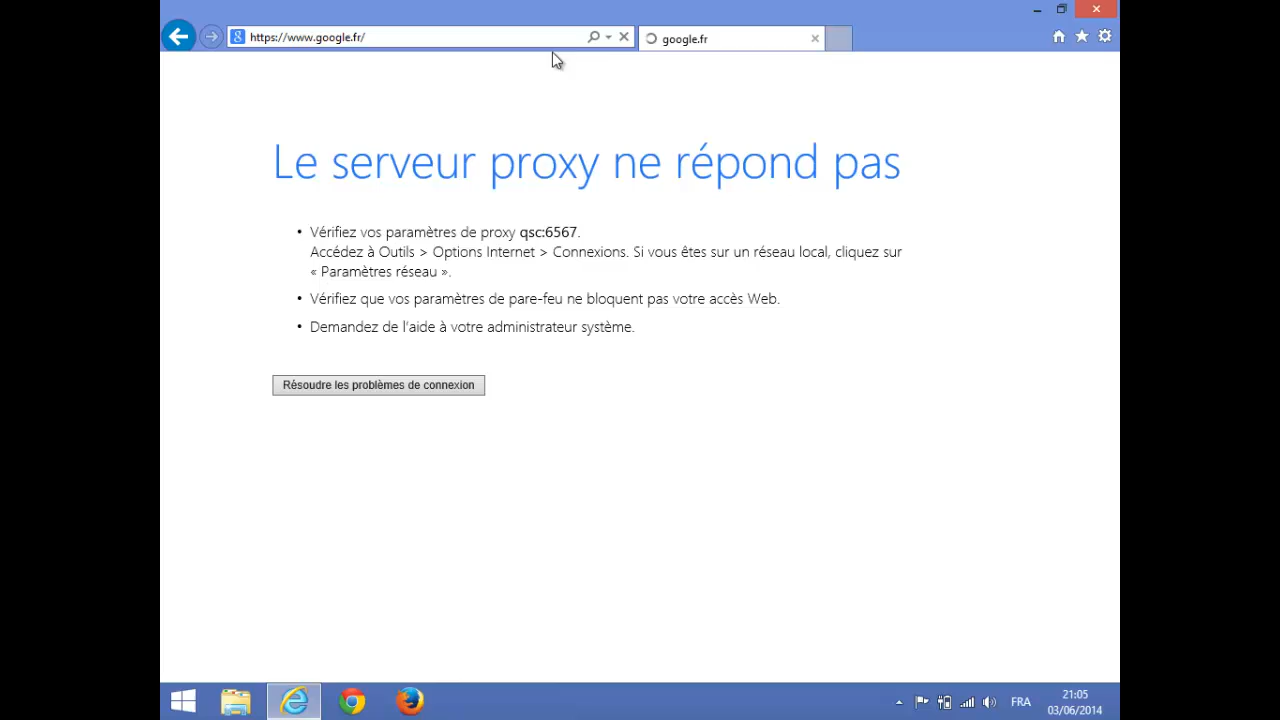 https://www.google.fr/
google.fr
Le serveur proxy ne répond pas
• Vérifiez vos paramètres de proxy qsc:6567.
Accédez à Outils > Options Internet > Connexions. Si vous êtes sur un réseau local, cliquez sur
« Paramètres réseau ».
• Vérifiez que vos paramètres de pare-feu ne bloquent pas votre accès Web.
• Demandez de l'aide à votre administrateur système.
Résoudre les problèmes de connexion
FRA
21:05
03/06/2014